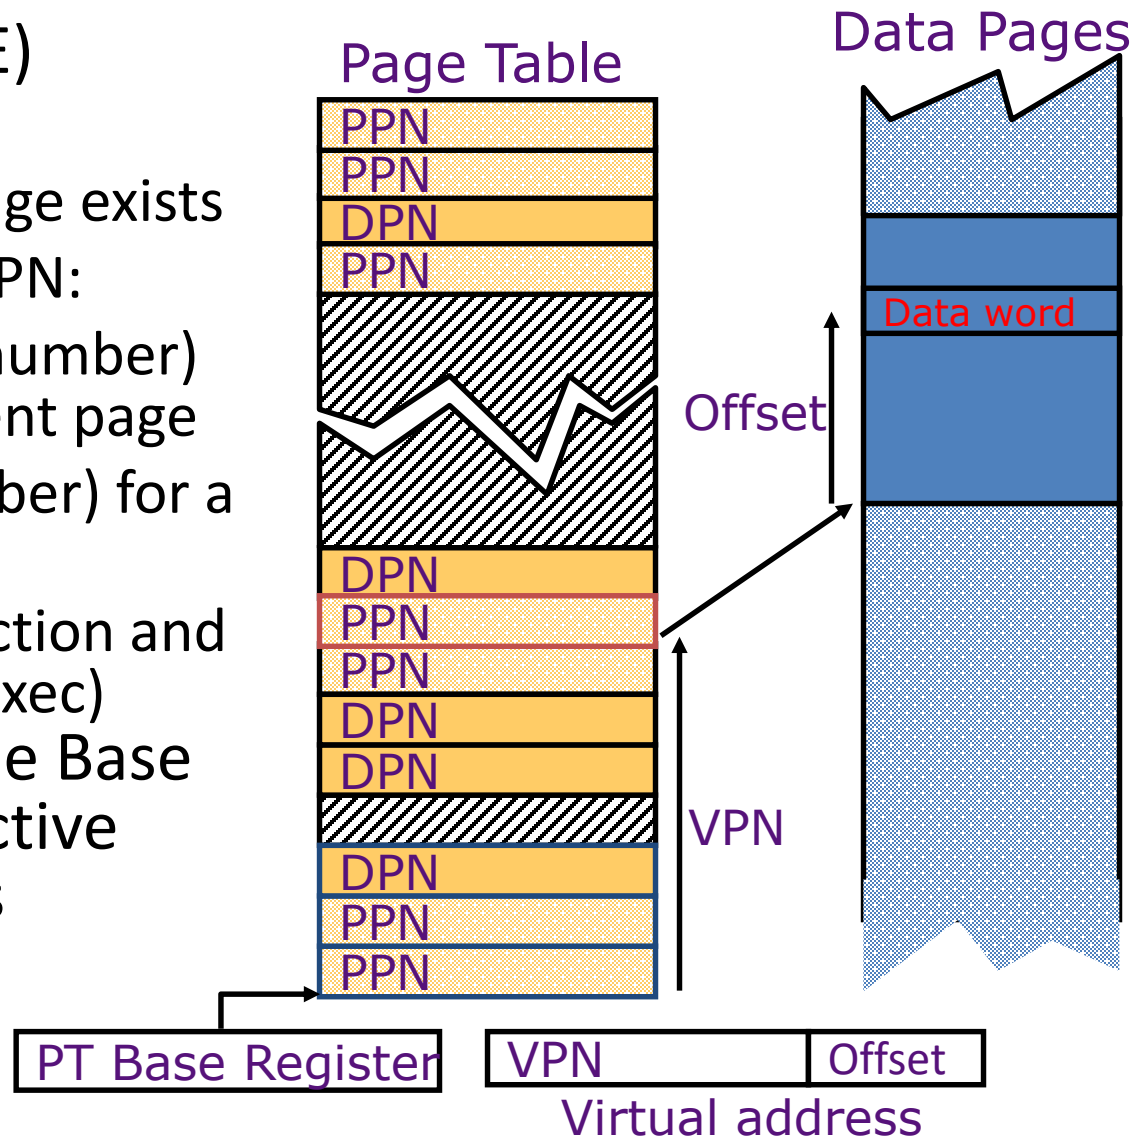 E)
ge exists
PN:
number)
nt page
ber) for a
ction and
xec)
e Base
ctive
s
Page Table
PPN
PPN
DPN
PPN
DPN
PPN
PPN
DPN
DPN
DPN
PPN
PPN
Data Pages
Data word
Offset
VPN
PT Base Register
VPN
Offset
Virtual address